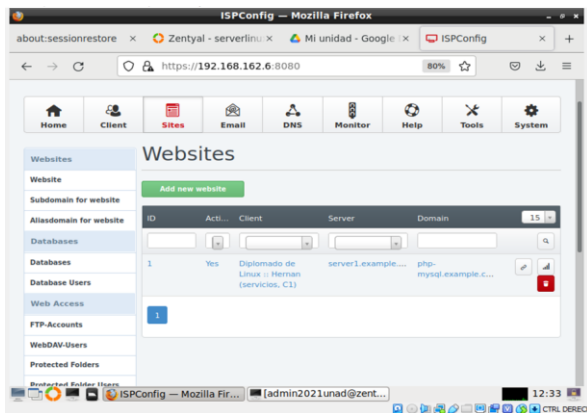 ISPConfig — Mozilla Firefox
about:sessionrestore
Zentyal - serverlinu
Mi unidad - Google
ISPConfig
https://192.168.162.6:8080
80%
Home
Client
Sites
Email
DNS
Monitor
Help
Tools
System
Websites
Website
Subdomain for website
Aliasdomain for website
Databases
Databases
Database Users
Web Access
FTP-Accounts
WebDAV-Users
Protected Folders
Protected Folder Users
Websites
Add new website
ID
Acti...
Client
Server
Domain
15
1
Yes
Diplomado de
Linux :: Hernan
(servicios, C1)
server1.example....
php-
mysql.example.c...
1
ISPConfig — Mozilla Fir...
[admin2021unad@zent...
12:33
CTRL DEREC